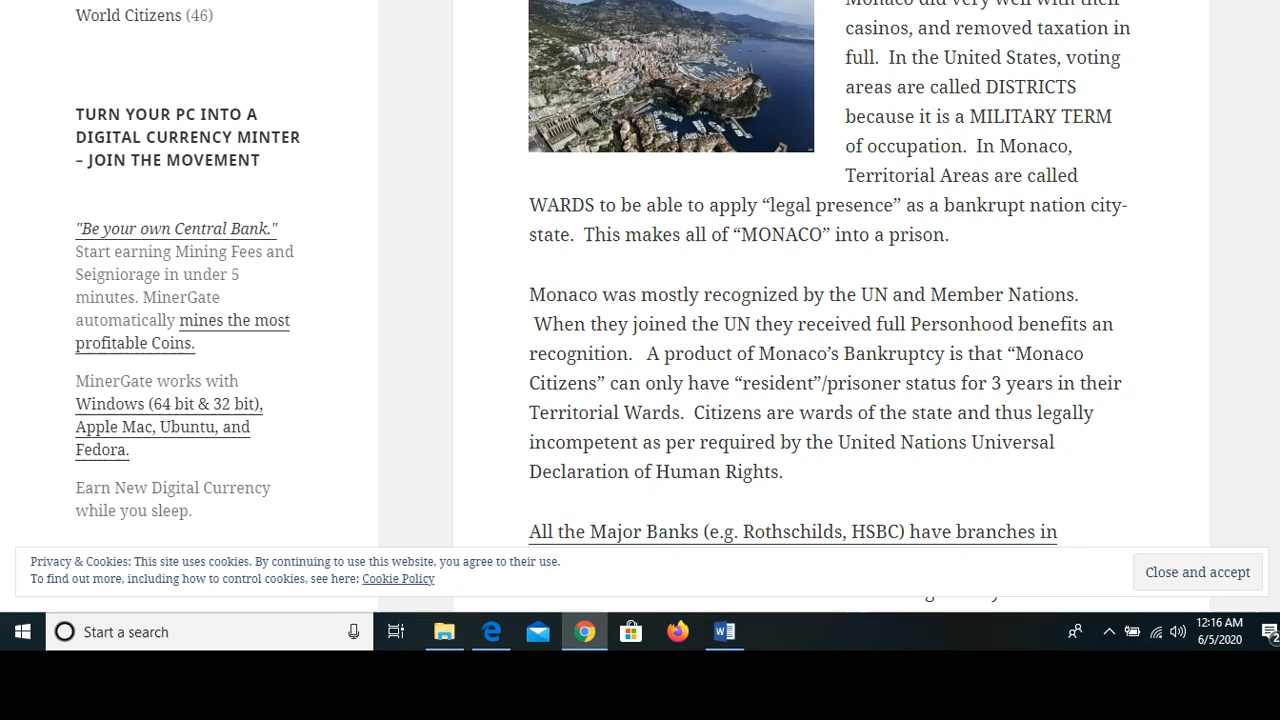 World Citizens (46)
TURN YOUR PC INTO A
DIGITAL CURRENCY MINTER
– JOIN THE MOVEMENT
"Be your own Central Bank."
Start earning Mining Fees and
Seigniorage in under 5
minutes. MinerGate
automatically mines the most
profitable Coins.
MinerGate works with
Windows (64 bit & 32 bit),
Apple Mac, Ubuntu, and
Fedora.
Earn New Digital Currency
while you sleep.
Monaco did very well with their
casinos, and removed taxation in
full.  In the United States, voting
areas are called DISTRICTS
because it is a MILITARY TERM
of occupation.  In Monaco,
Territorial Areas are called
WARDS to be able to apply “legal presence” as a bankrupt nation city-
state.  This makes all of “MONACO” into a prison.
Monaco was mostly recognized by the UN and Member Nations.
When they joined the UN they received full Personhood benefits an
recognition.   A product of Monaco’s Bankruptcy is that “Monaco
Citizens” can only have “resident”/prisoner status for 3 years in their
Territorial Wards.  Citizens are wards of the state and thus legally
incompetent as per required by the United Nations Universal
Declaration of Human Rights.
All the Major Banks (e.g. Rothschilds, HSBC) have branches in
Privacy & Cookies: This site uses cookies. By continuing to use this website, you agree to their use.
To find out more, including how to control cookies, see here: Cookie Policy
Close and accept
Start a search
12:16 AM
6/5/2020
2